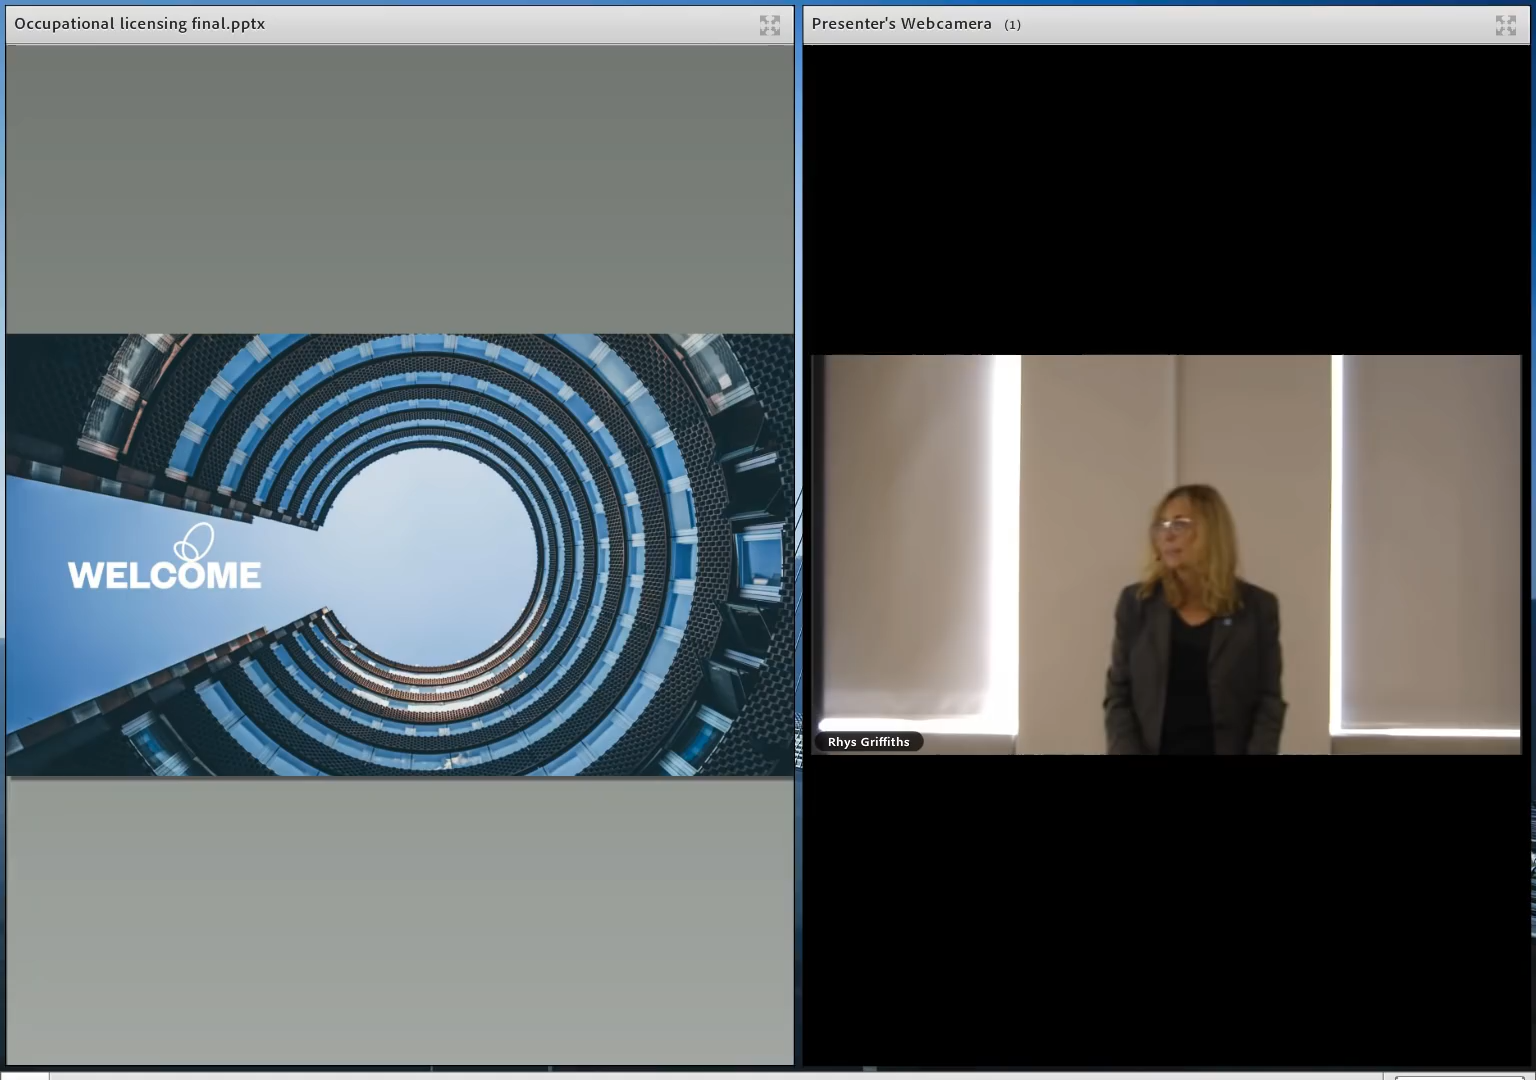 Occupational licensing final.pptx
Presenter's Webcamera (1)
WELCOME
Rhys Griffiths